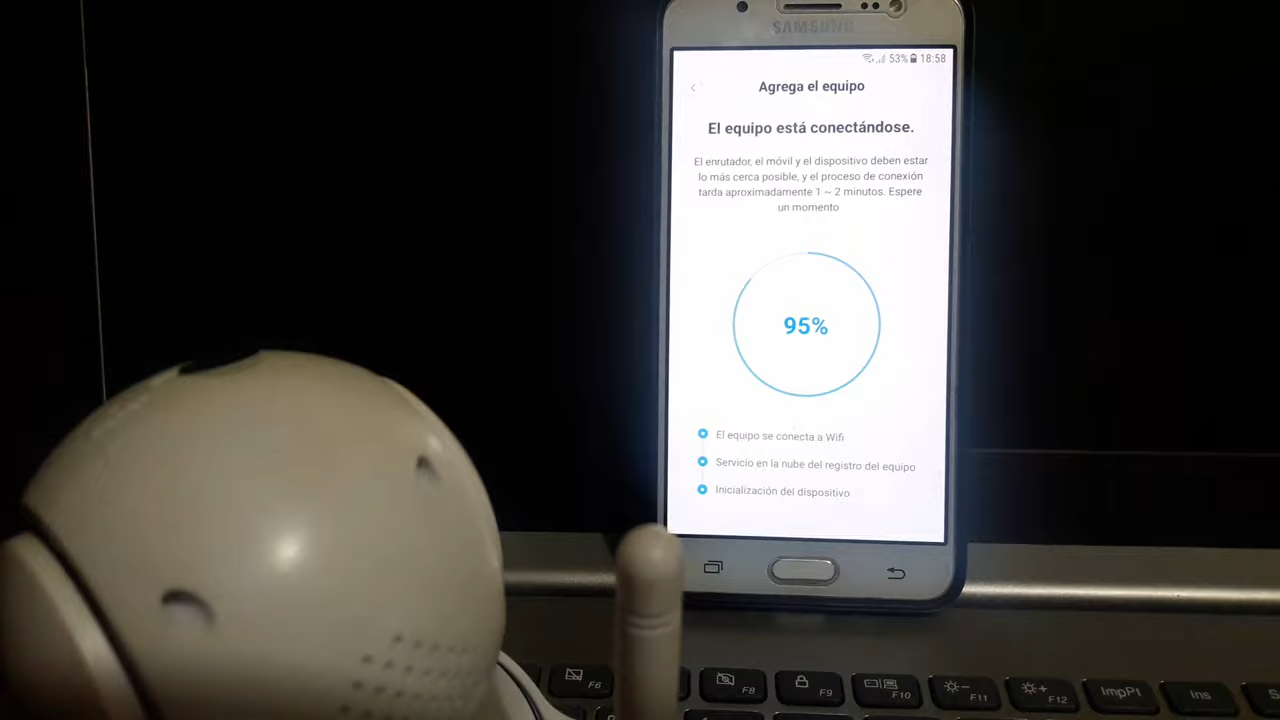 SAMSUNG
53% 18:58
Agrega el equipo
El equipo está conectándose.
El enrutador, el móvil y el dispositivo deben estar
lo más cerca posible, y el proceso de conexión
tarda aproximadamente 1 ~ 2 minutos. Espere
un momento
95%
El equipo se conecta a Wifi
Servicio en la nube del registro del equipo
Inicialización del dispositivo
F6
F8
F9
F10
F11
F12
ImpPt
Ins